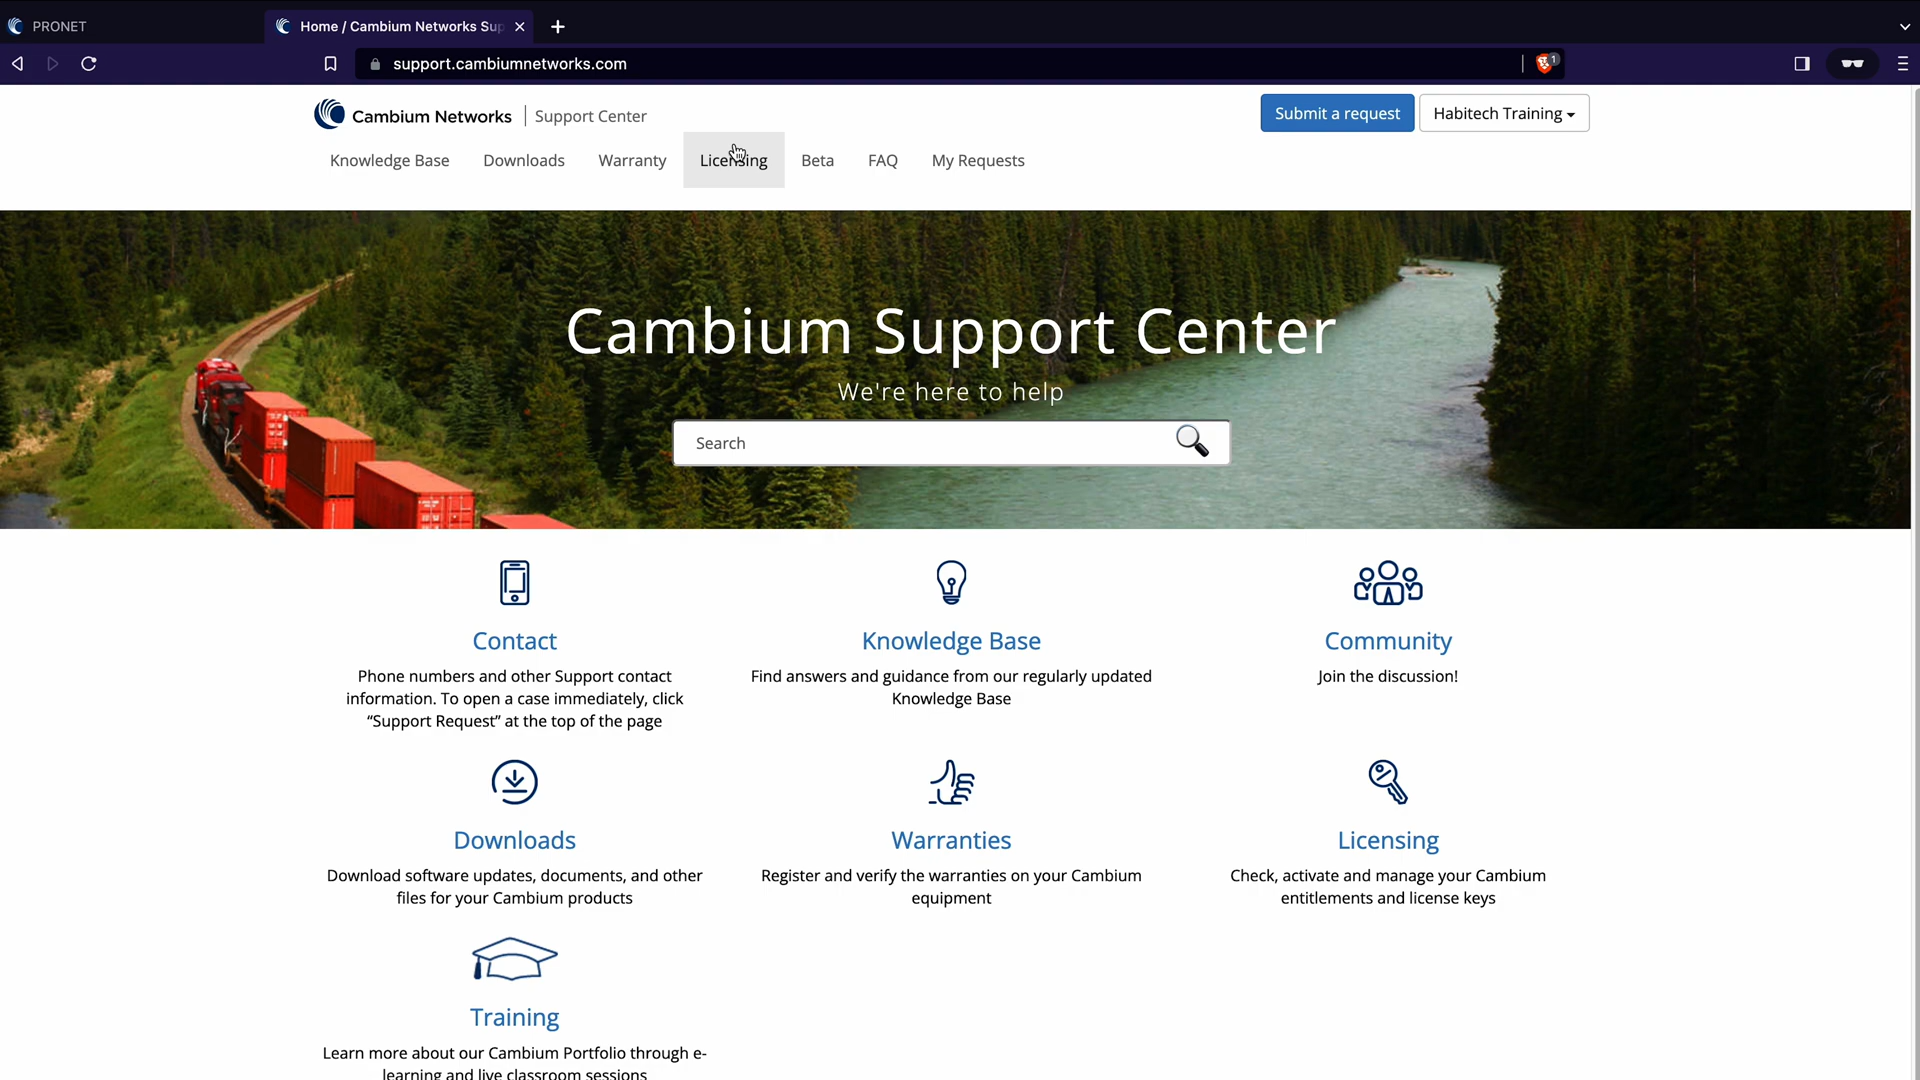 PRONET
Home / Cambium Networks Sup
support.cambiumnetworks.com
1
Cambium Networks | Support Center
Submit a request
Habitech Training
Knowledge Base
Downloads
Warranty
Licensing
Beta
FAQ
My Requests
Cambium Support Center
We're here to help
Search
Contact
Phone numbers and other Support contact
information. To open a case immediately, click
“Support Request” at the top of the page
Knowledge Base
Find answers and guidance from our regularly updated
Knowledge Base
Community
Join the discussion!
Downloads
Download software updates, documents, and other
files for your Cambium products
Warranties
Register and verify the warranties on your Cambium
equipment
Licensing
Check, activate and manage your Cambium
entitlements and license keys
Training
Learn more about our Cambium Portfolio through e-
learning and live classroom sessions